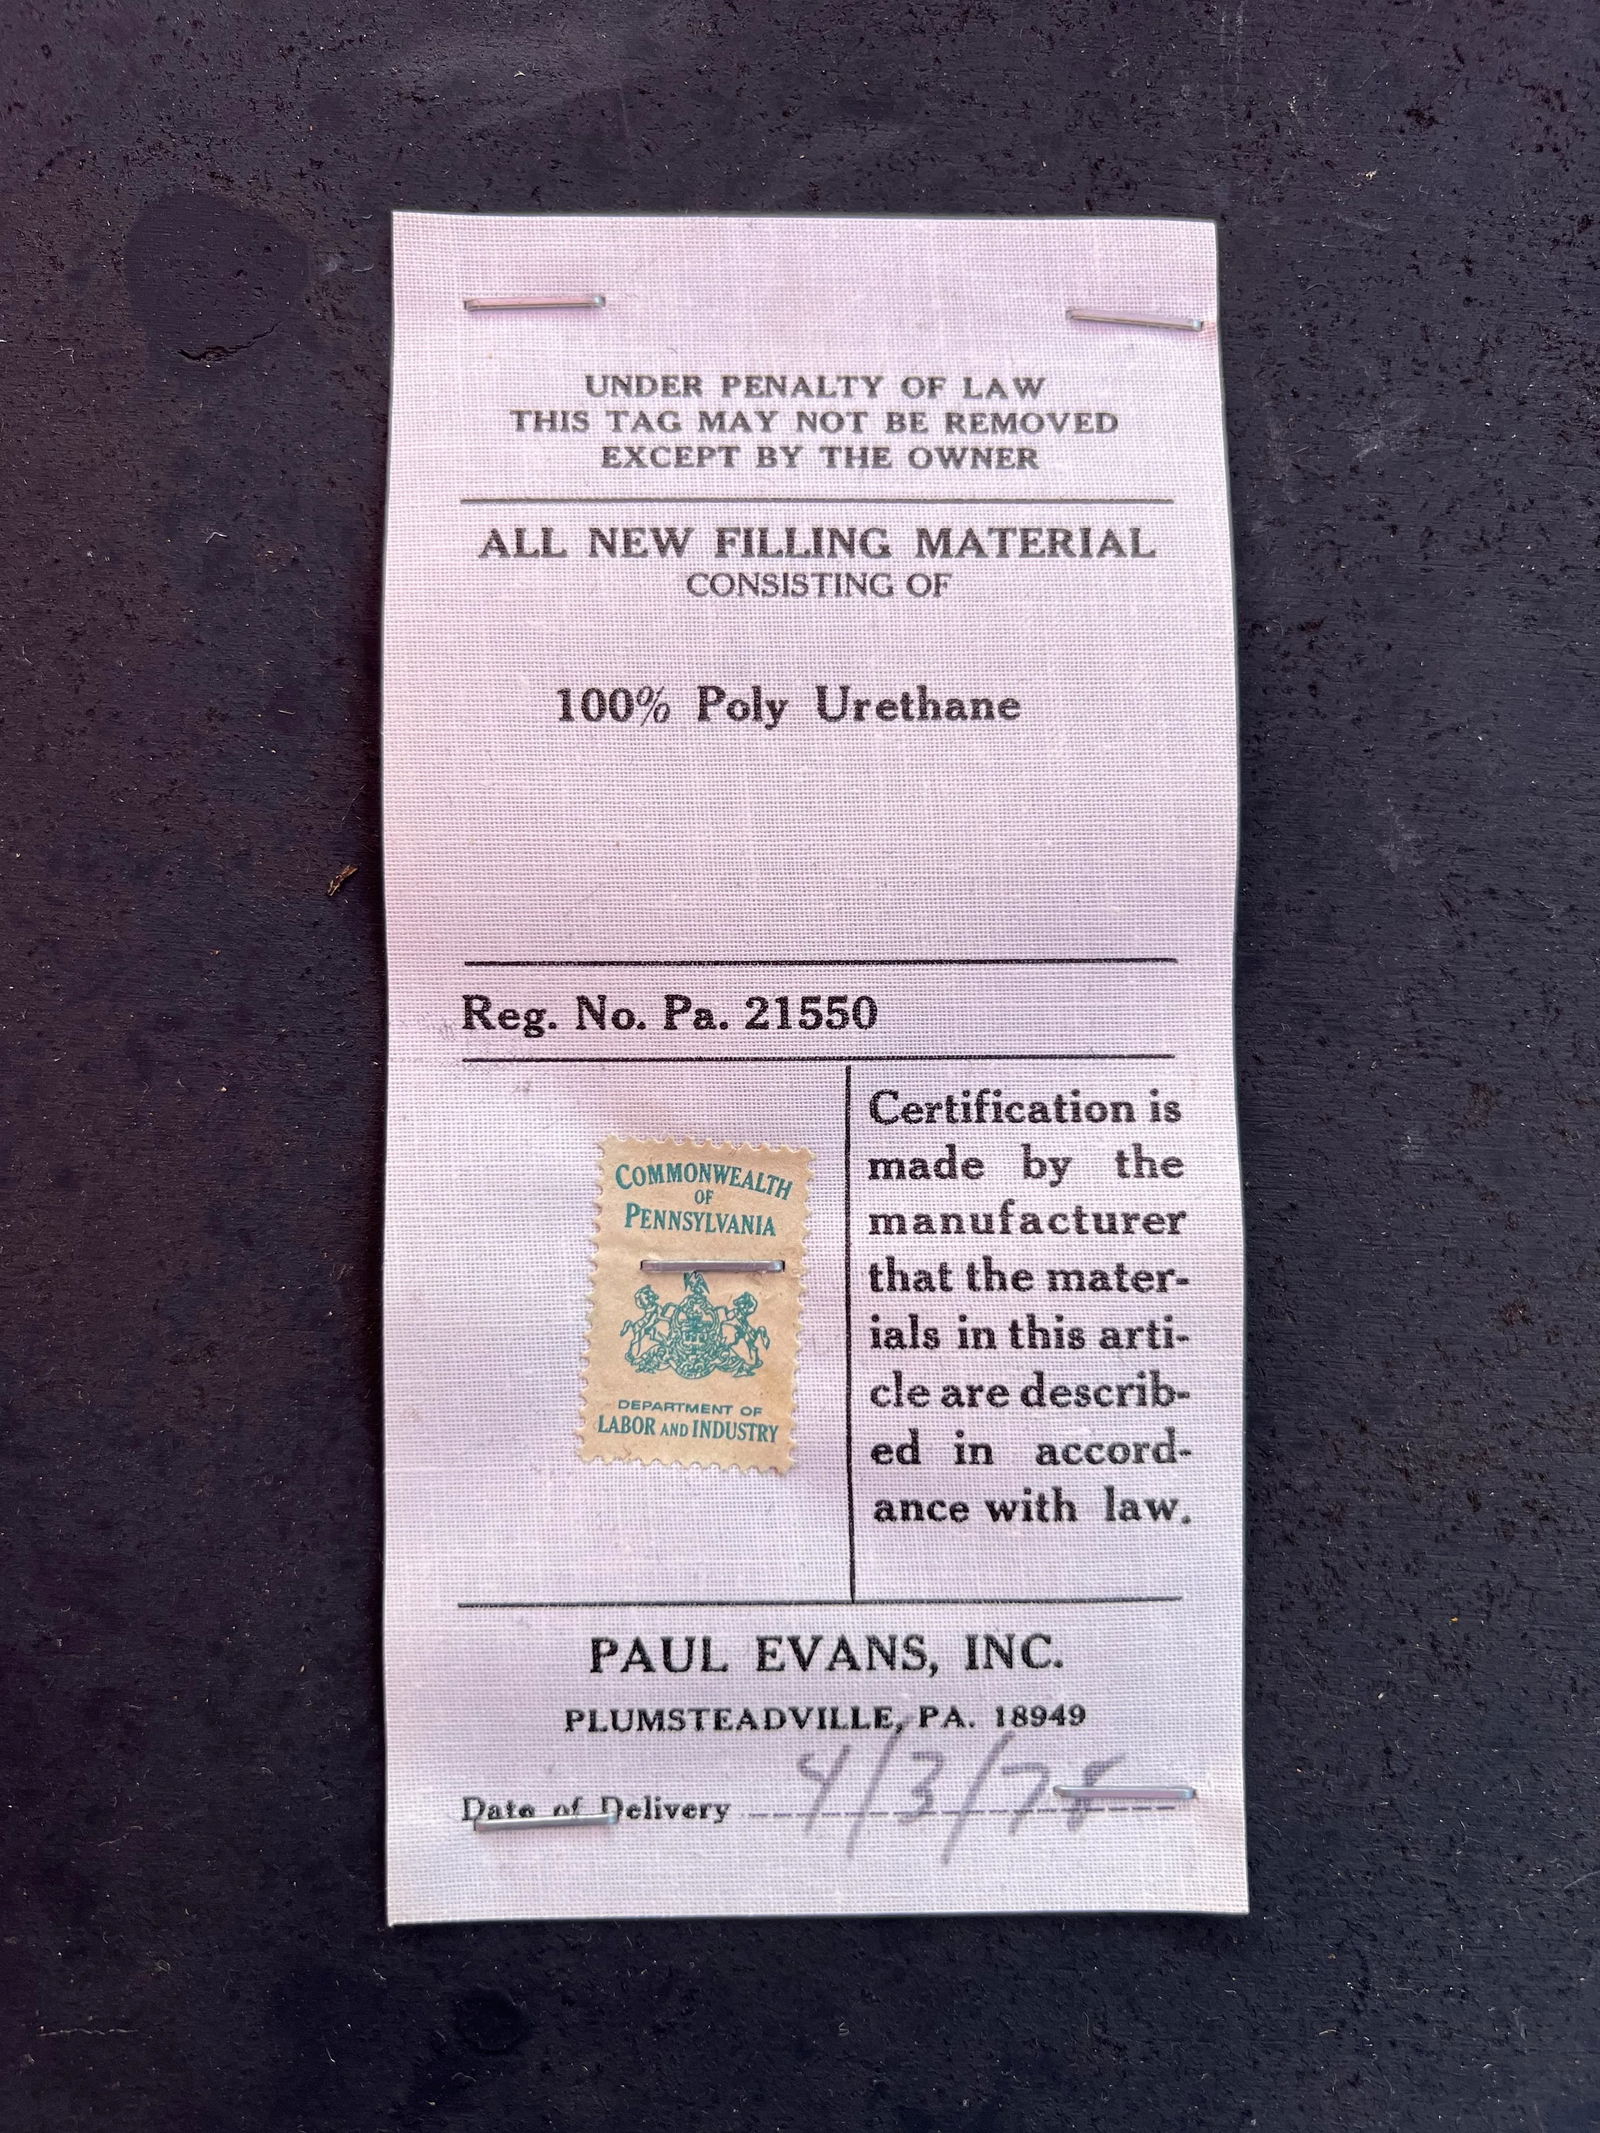 UNDER PENALTY OF LAW
THIS TAG MAY NOT BE REMOVED
EXCEPT BY THE OWNER
ALL NEW FILLING MATERIAL
CONSISTING OF
100% Poly Urethane
Reg. No. Pa. 21550
COMMONWEALTH
OF
PENNSYLVANIA
DEPARTMENT OF
LABOR AND INDUSTRY
Certification is
made by the
manufacturer
that the mater-
ials in this arti-
cle are describ-
ed in accord-
ance with law.
PAUL EVANS, INC.
PLUMSTEADVILLE, PA. 18949
Date of Delivery 4/3/78